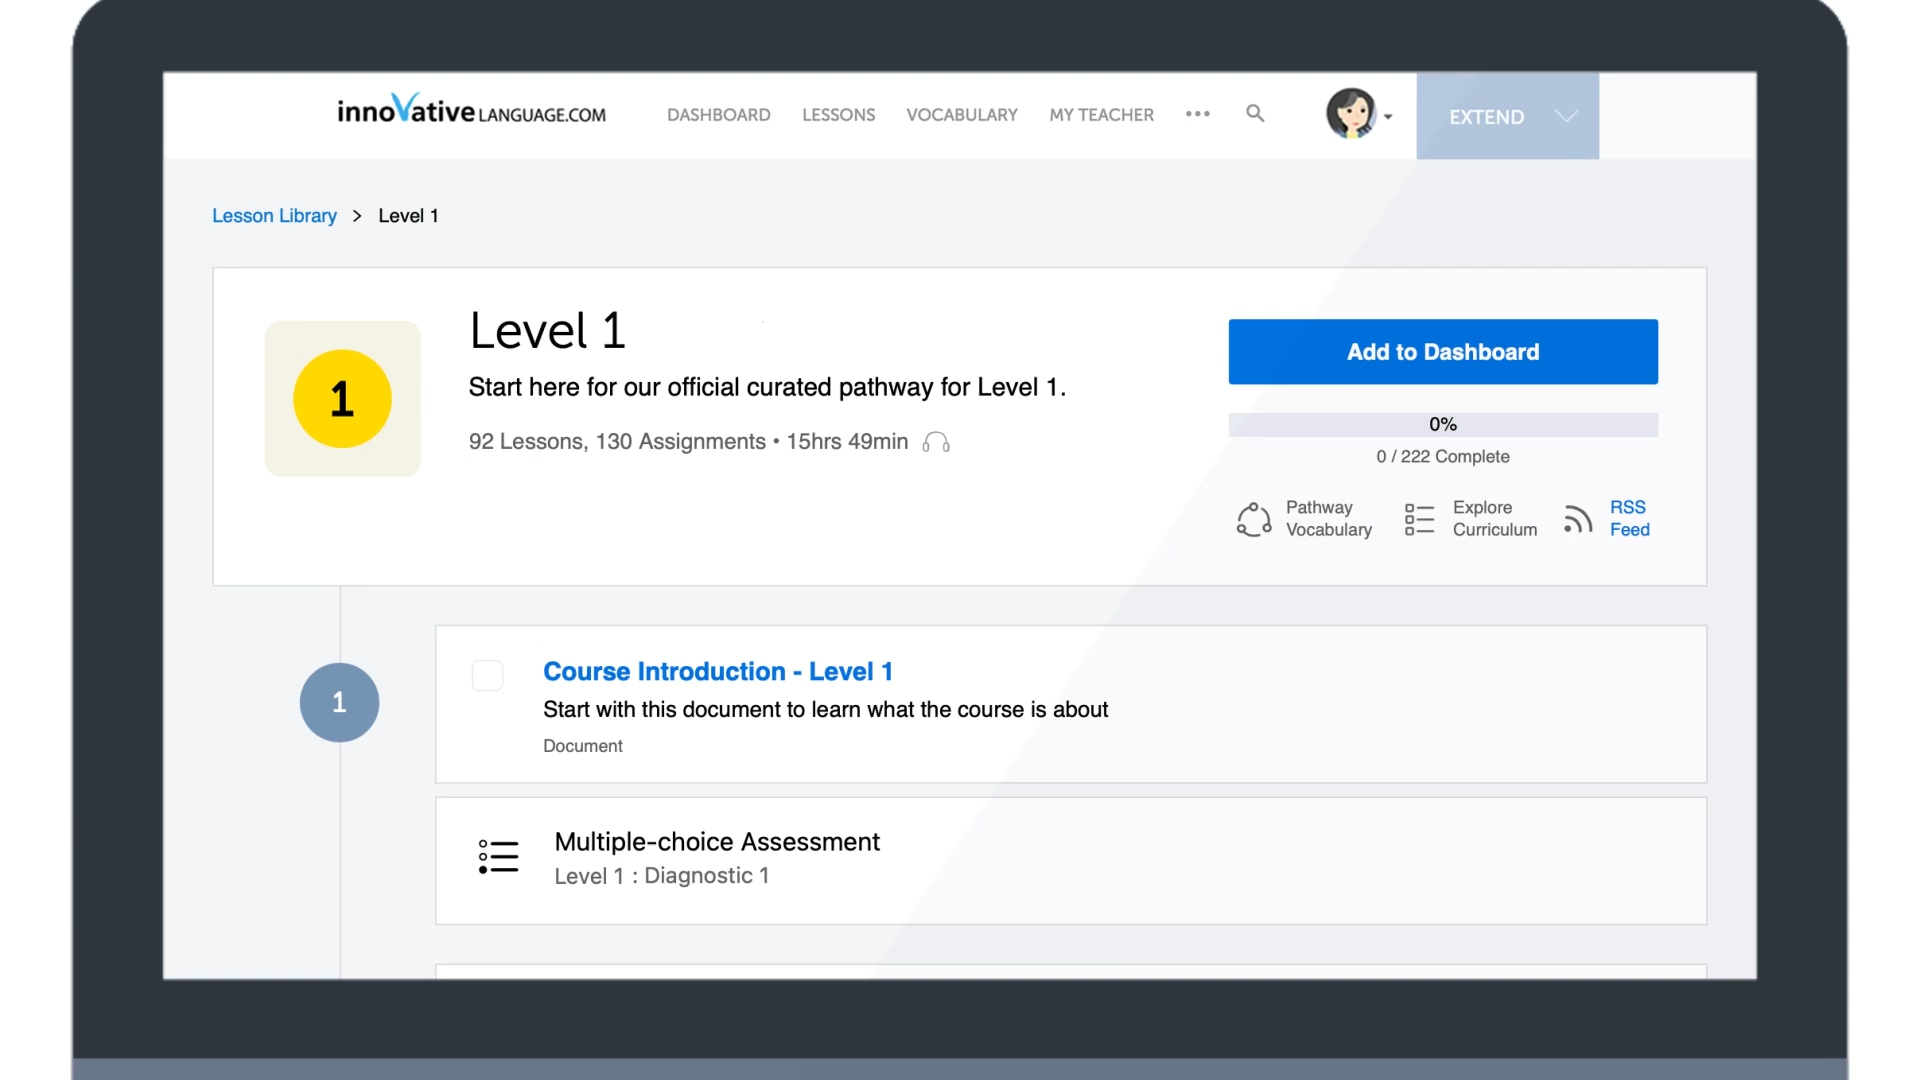 innoVative LANGUAGE.COM
DASHBOARD
LESSONS
VOCABULARY
MY TEACHER
EXTEND
Lesson Library > Level 1
1
Level 1
Start here for our official curated pathway for Level 1.
92 Lessons, 130 Assignments • 15hrs 49min
Add to Dashboard
0%
0 / 222 Complete
Pathway
Vocabulary
Explore
Curriculum
RSS
Feed
1
Course Introduction - Level 1
Start with this document to learn what the course is about
Document
Multiple-choice Assessment
Level 1 : Diagnostic 1